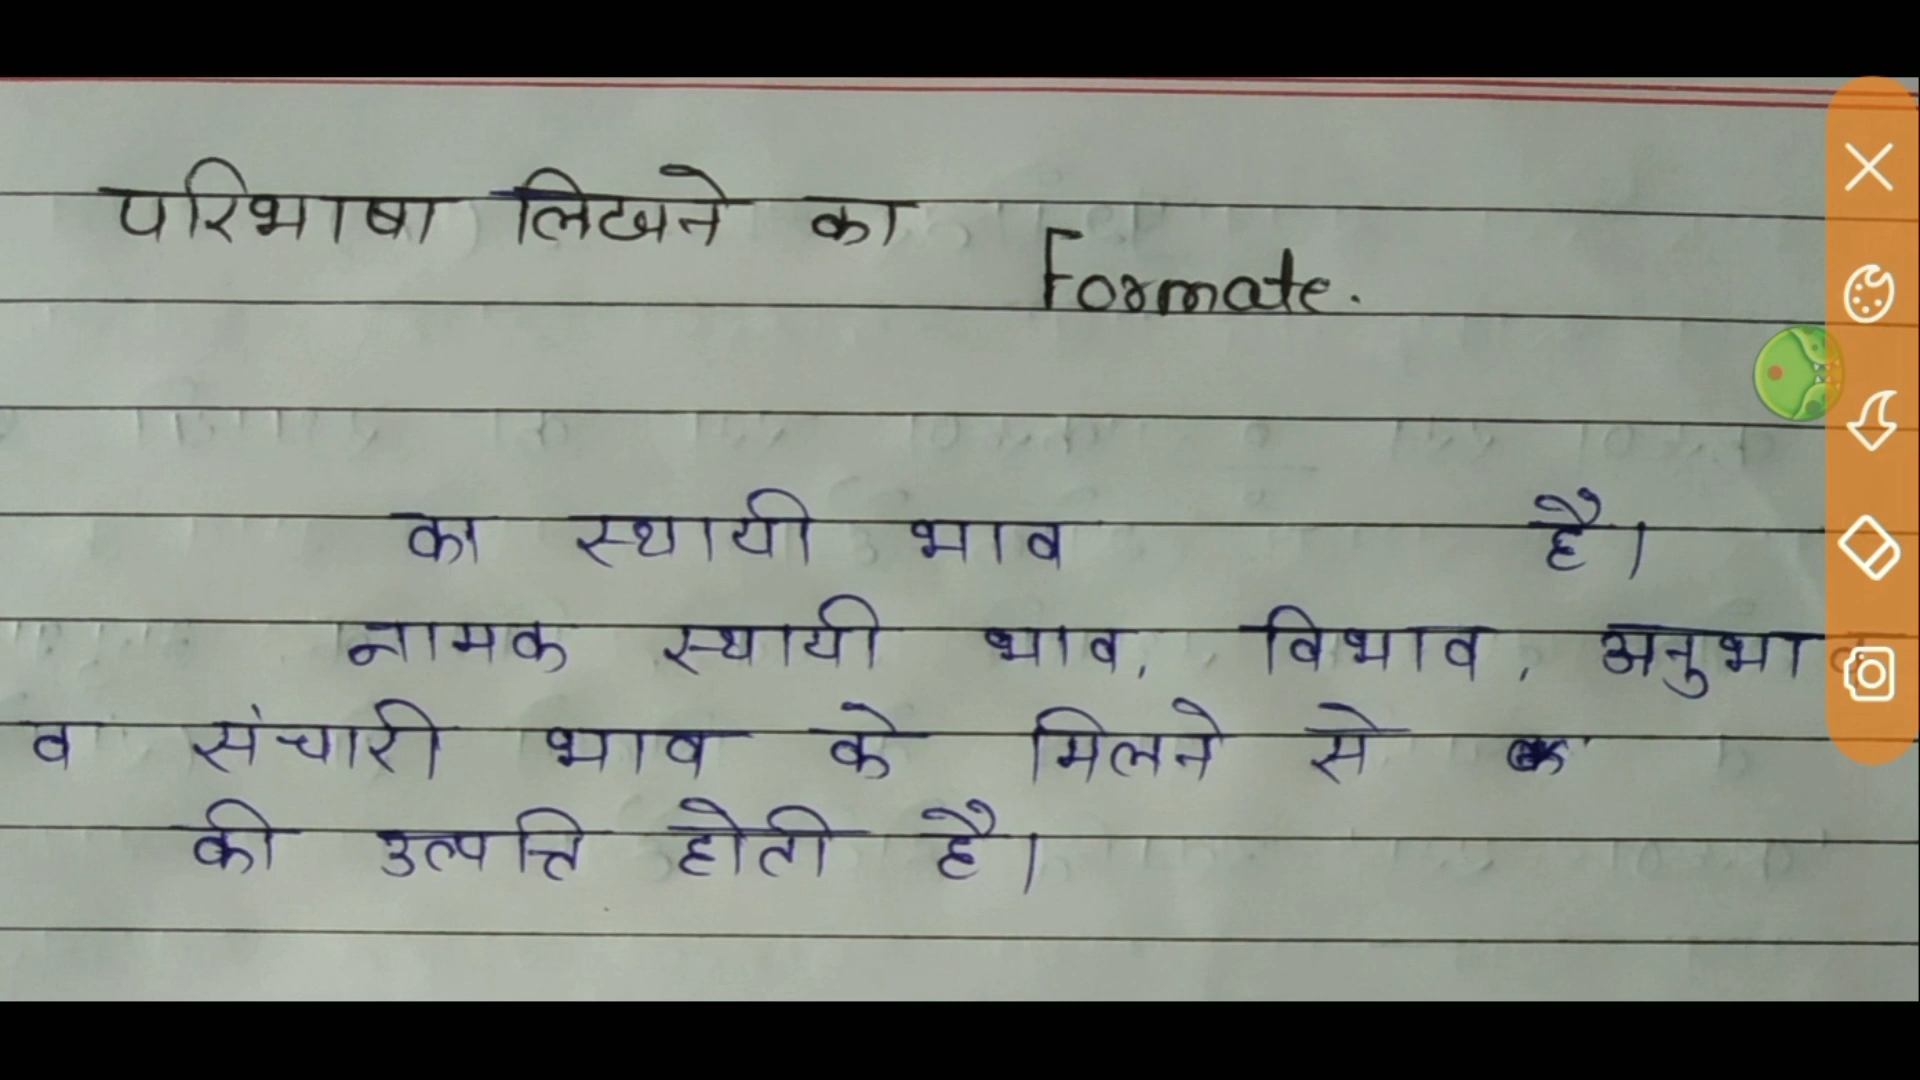 परिभाषा लिखने का Formate.
का स्थायी भाव है।
नामक स्थायी भाव, विभाव, अनुभाव
व संचारी भाव के मिलने से
की उत्पत्ति होती है।